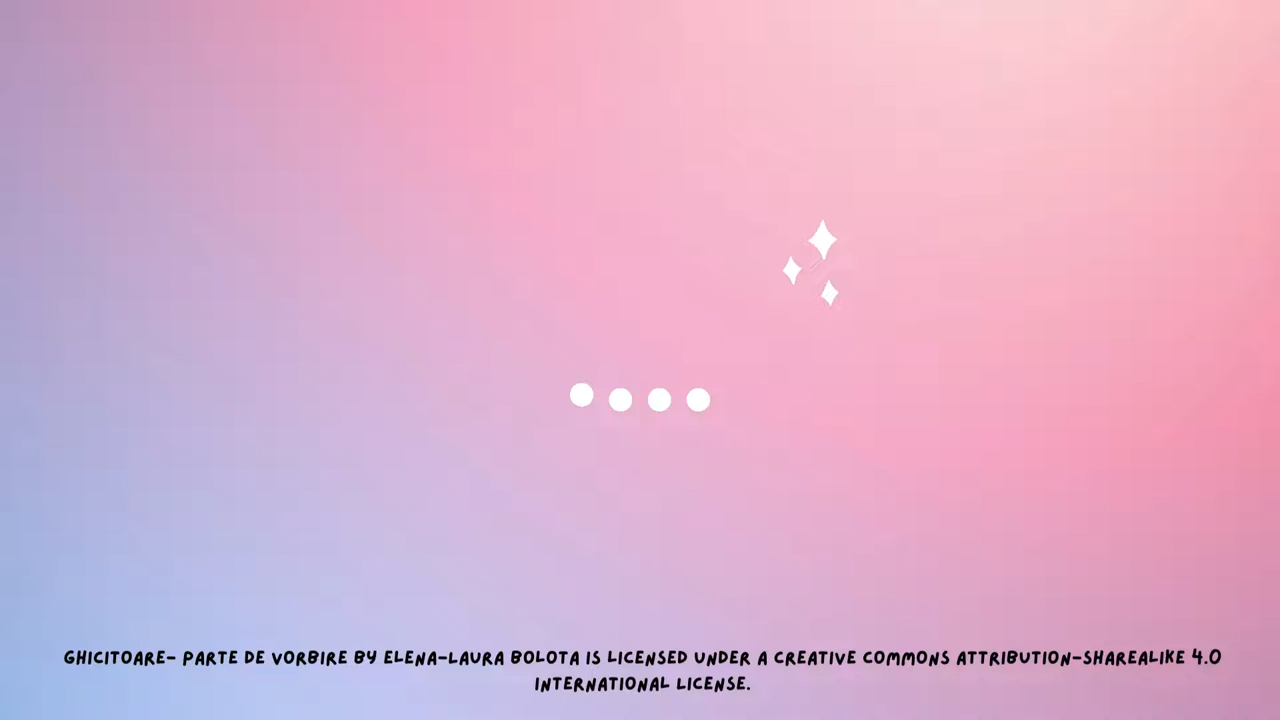 GHICITOARE- PARTE DE VORBIRE BY ELENA-LAURA BOLOTA IS LICENSED UNDER A CREATIVE COMMONS ATTRIBUTION-SHAREALIKE 4.0
INTERNATIONAL LICENSE.